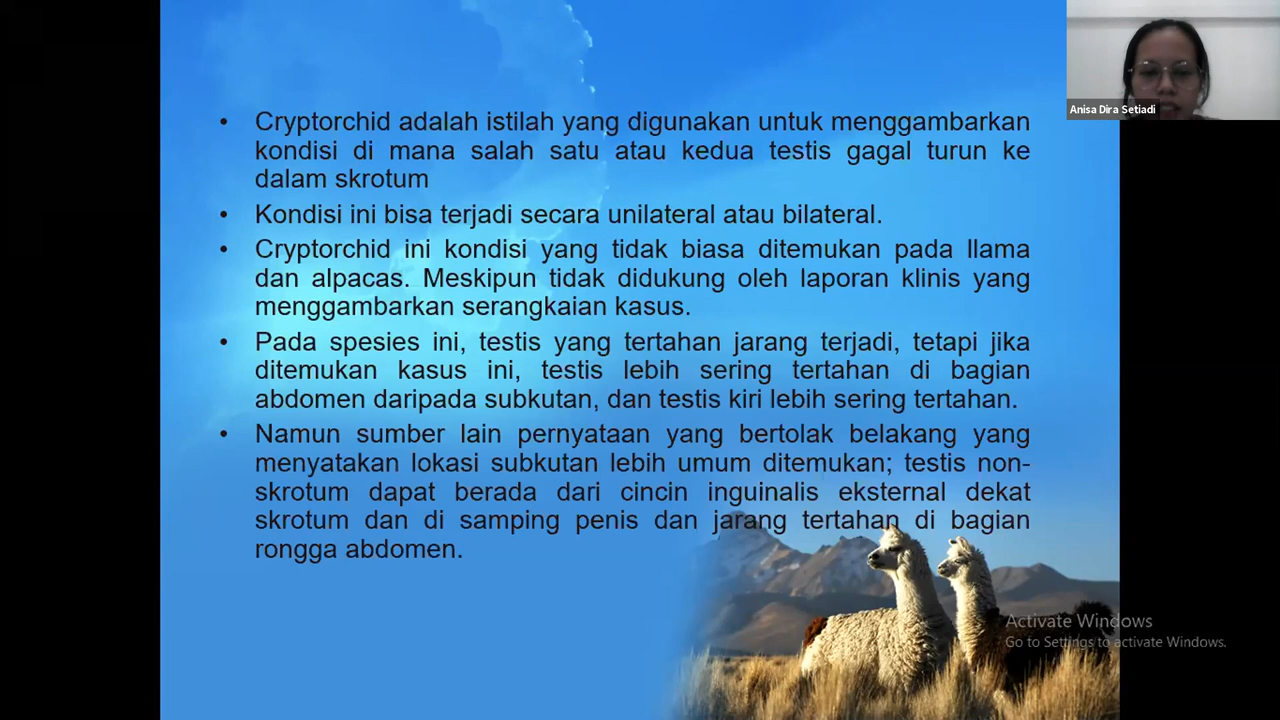 Cryptorchid adalah istilah yang digunakan untuk menggambarkan
kondisi di mana salah satu atau kedua testis gagal turun ke
dalam skrotum
Kondisi ini bisa terjadi secara unilateral atau bilateral.
Cryptorchid ini kondisi yang tidak biasa ditemukan pada llama
dan alpacas. Meskipun tidak didukung oleh laporan klinis yang
menggambarkan serangkaian kasus.
Pada spesies ini, testis yang tertahan jarang terjadi, tetapi jika
ditemukan kasus ini, testis lebih sering tertahan di bagian
abdomen daripada subkutan, dan testis kiri lebih sering tertahan.
Namun sumber lain pernyataan yang bertolak belakang yang
menyatakan lokasi subkutan lebih umum ditemukan; testis non-
skrotum dapat berada dari cincin inguinalis eksternal dekat
skrotum dan di samping penis dan jarang tertahan di bagian
rongga abdomen.
Anisa Dira Setiadi
Activate Windows
Go to Settings to activate Windows.